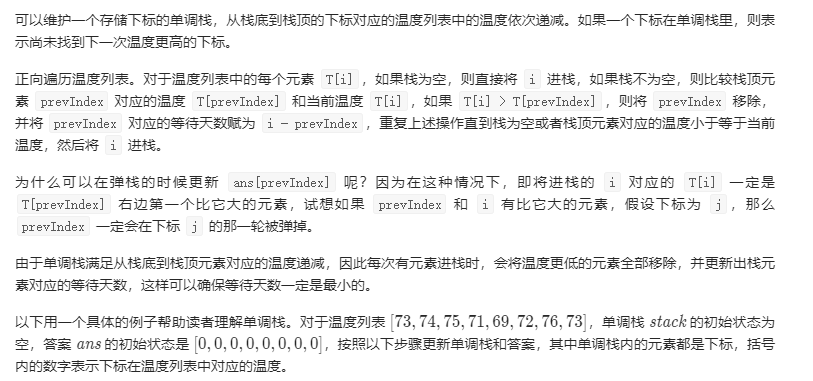 可以维护一个存储下标的单调栈，从栈底到栈顶的下标对应的温度列表中的温度依次递减。如果一个下标在单调栈里，则表
示尚未找到下一次温度更高的下标。
正向遍历温度列表。对于温度列表中的每个元素 T[i]，如果栈为空，则直接将 i 进栈，如果栈不为空，则比较栈顶元
素 prevIndex 对应的温度 T[prevIndex] 和当前温度 T[i]，如果 T[i] > T[prevIndex]，则将 prevIndex 移除，
并将 prevIndex 对应的等待天数赋为 i - prevIndex，重复上述操作直到栈为空或者栈顶元素对应的温度小于等于当前
温度，然后将 i 进栈。
为什么可以在弹栈的时候更新 ans[prevIndex] 呢？因为在这种情况下，即将进栈的 i 对应的 T[i] 一定是
T[prevIndex] 右边第一个比它大的元素，试想如果 prevIndex 和 i 有比它大的元素，假设下标为 j，那么
prevIndex 一定会在下标 j 的那一轮被弹掉。
由于单调栈满足从栈底到栈顶元素对应的温度递减，因此每次有元素进栈时，会将温度更低的元素全部移除，并更新出栈元
素对应的等待天数，这样可以确保等待天数一定是最小的。
以下用一个具体的例子帮助读者理解单调栈。对于温度列表 [73,74,75,71,69,72,76,73]，单调栈 stack 的初始状态为
空，答案 ans 的初始状态是 [0,0,0,0,0,0,0,0]，按照以下步骤更新单调栈和答案，其中单调栈内的元素都是下标，括号
内的数字表示下标在温度列表中对应的温度。